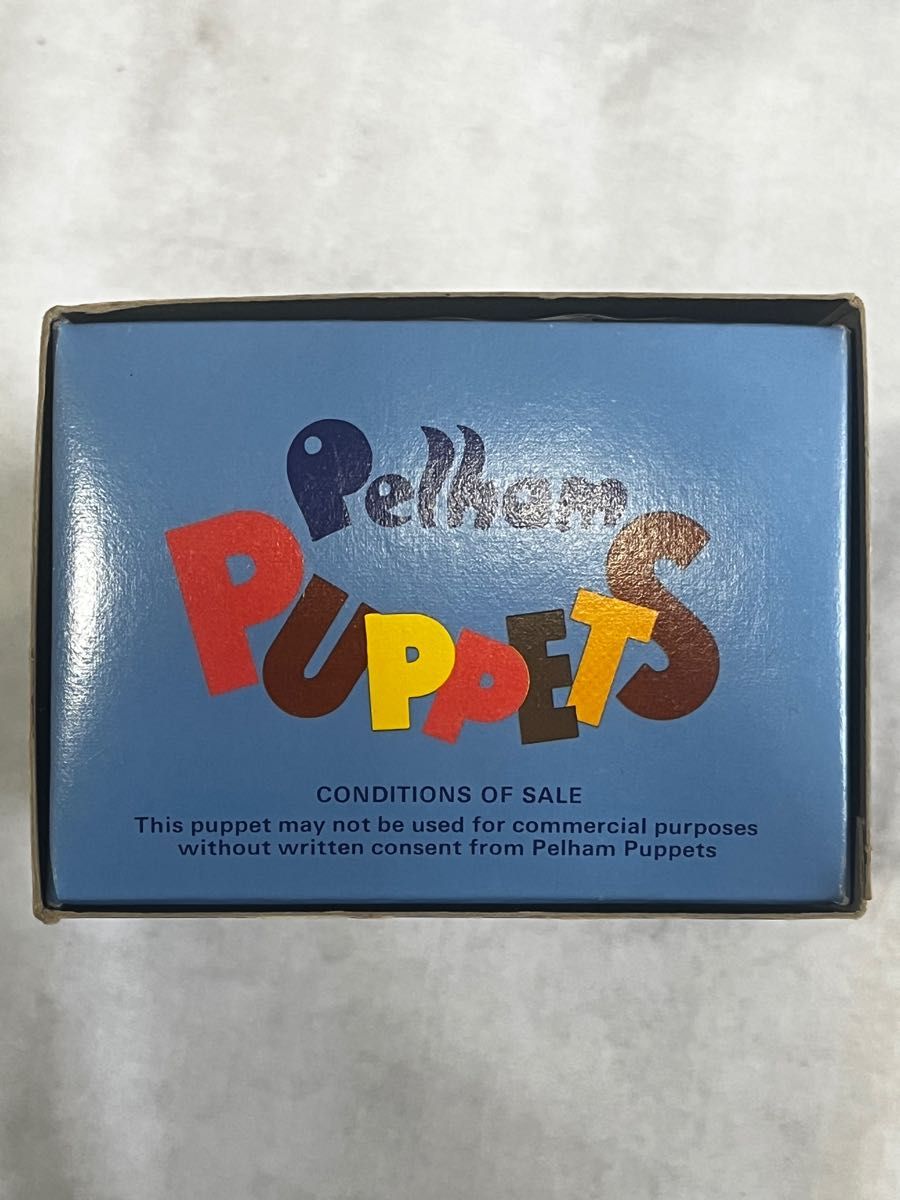 Pelham
PUPPETS
CONDITIONS OF SALE
This puppet may not be used for commercial purposes
without written consent from Pelham Puppets